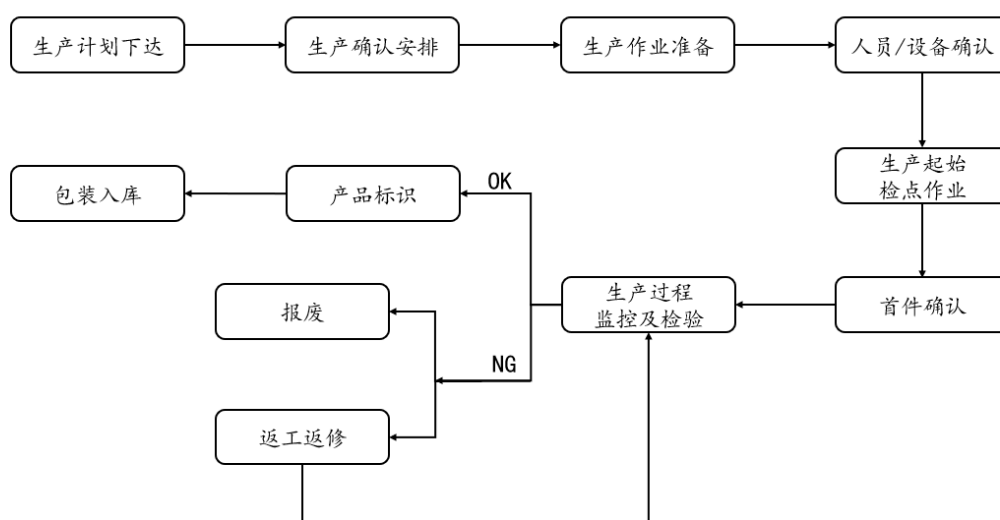 生产计划下达
生产确认安排
生产作业准备
人员/设备确认
生产起始
检点作业
包装入库
产品标识
OK
首件确认
生产过程
监控及检验
报废
NG
返工返修